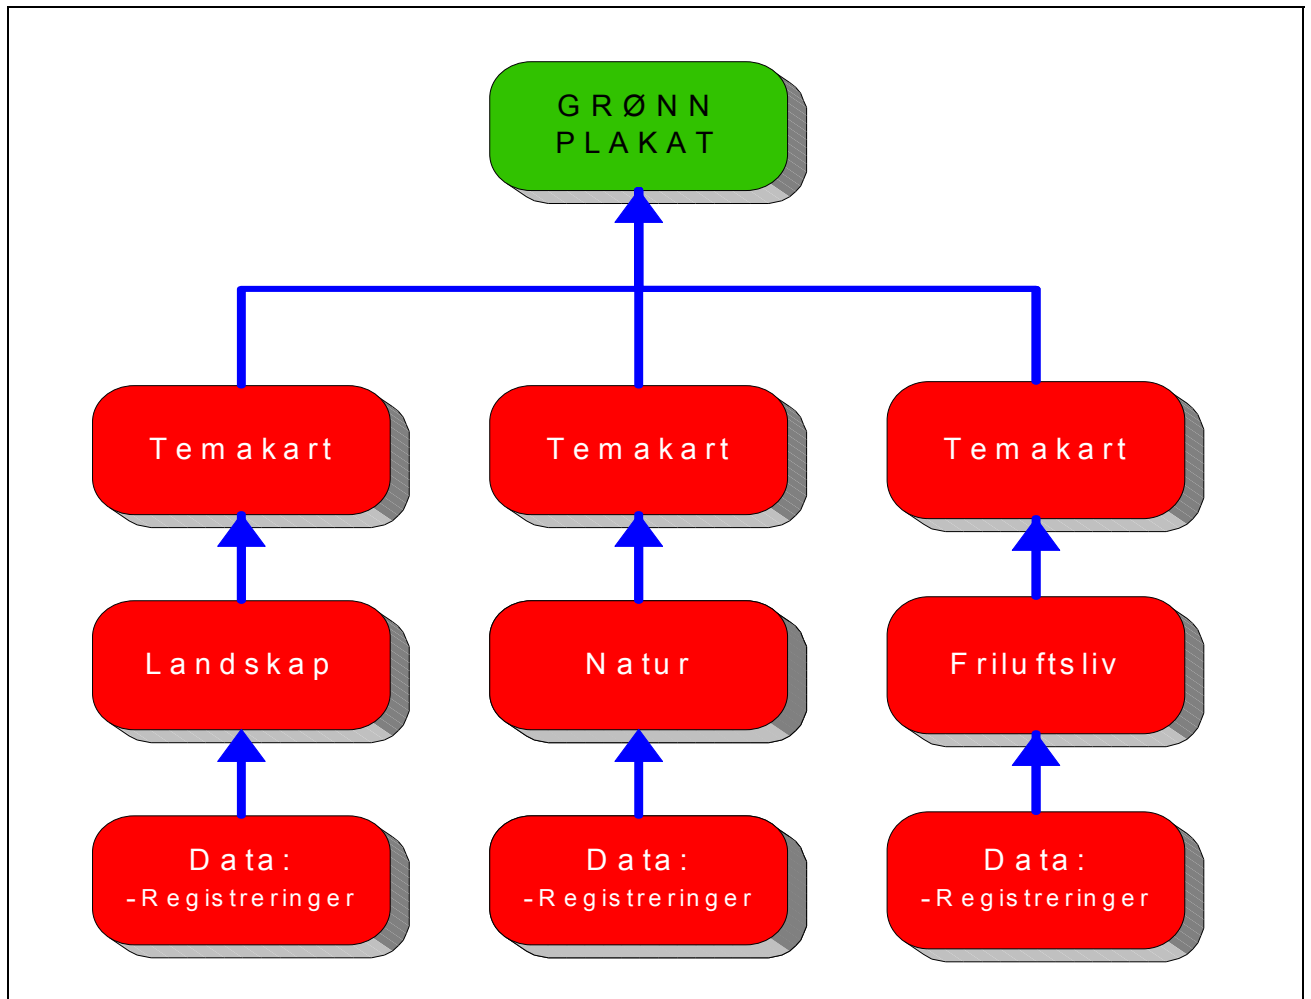 GRØNN
PLAKAT
Temakart
Temakart
Temakart
Landskap
Natur
Friluftsliv
Data:
-Registreringer
Data:
-Registreringer
Data:
-Registreringer